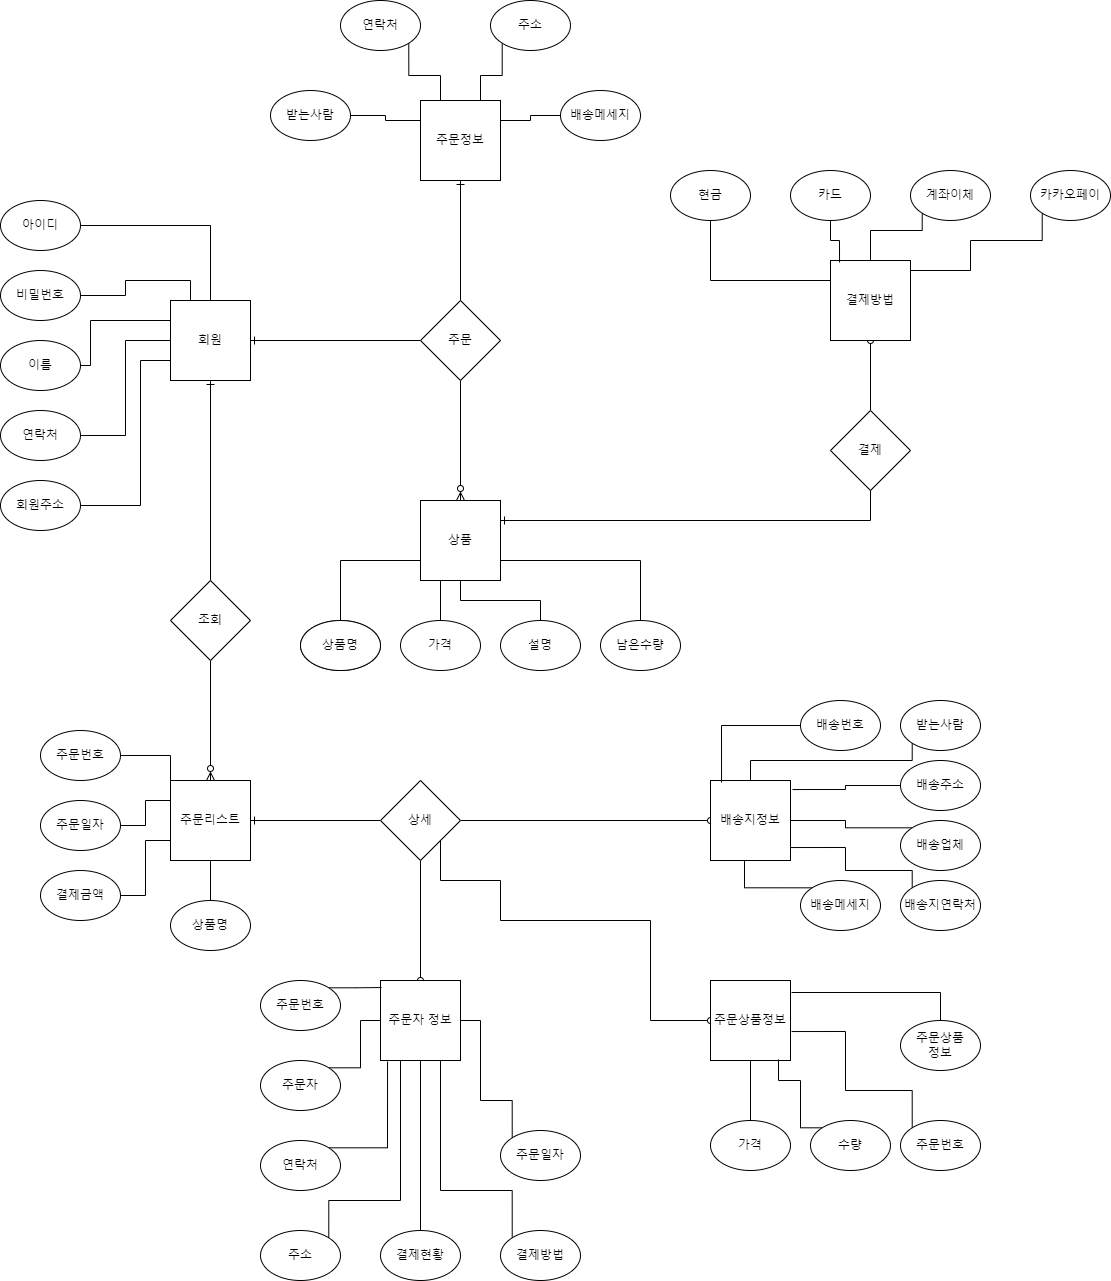 연락처
주소
받는사람
배송메세지
주문정보
현금
카드
계좌이체
카카오페이
아이디
비밀번호
결제방법
회원
주문
이름
연락처
결제
회원주소
상품
조회
상품명
가격
설명
남은수량
배송번호
받는사람
주문번호
배송주소
주문일자
주문리스트
상세
배송지정보
배송업체
결제금액
배송메세지
배송지연락처
상품명
주문번호
주문자 정보
주문상품정보
주문상품
정보
주문자
가격
수량
주문번호
연락처
주문일자
주소
결제현황
결제방법